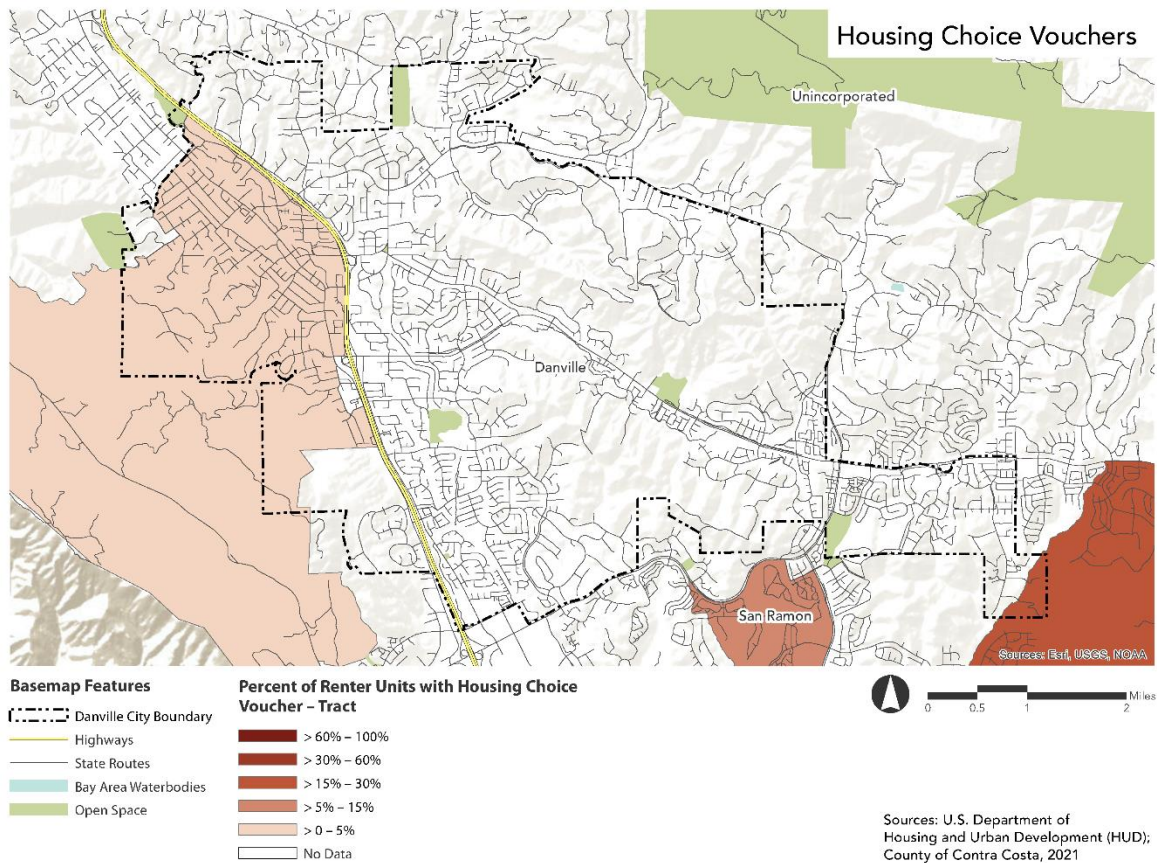 Housing Choice Vouchers
Unincorporated
Danville
San Ramon
Sources: Esri, USGS, NOAA
Basemap Features
Danville City Boundary
Highways
State Routes
Bay Area Waterbodies
Open Space
Percent of Renter Units with Housing Choice
Voucher – Tract
> 60% – 100%
> 30% – 60%
> 15% – 30%
> 5% – 15%
> 0 – 5%
No Data
Miles
0 0.5 1 2
Sources: U.S. Department of
Housing and Urban Development (HUD);
County of Contra Costa, 2021